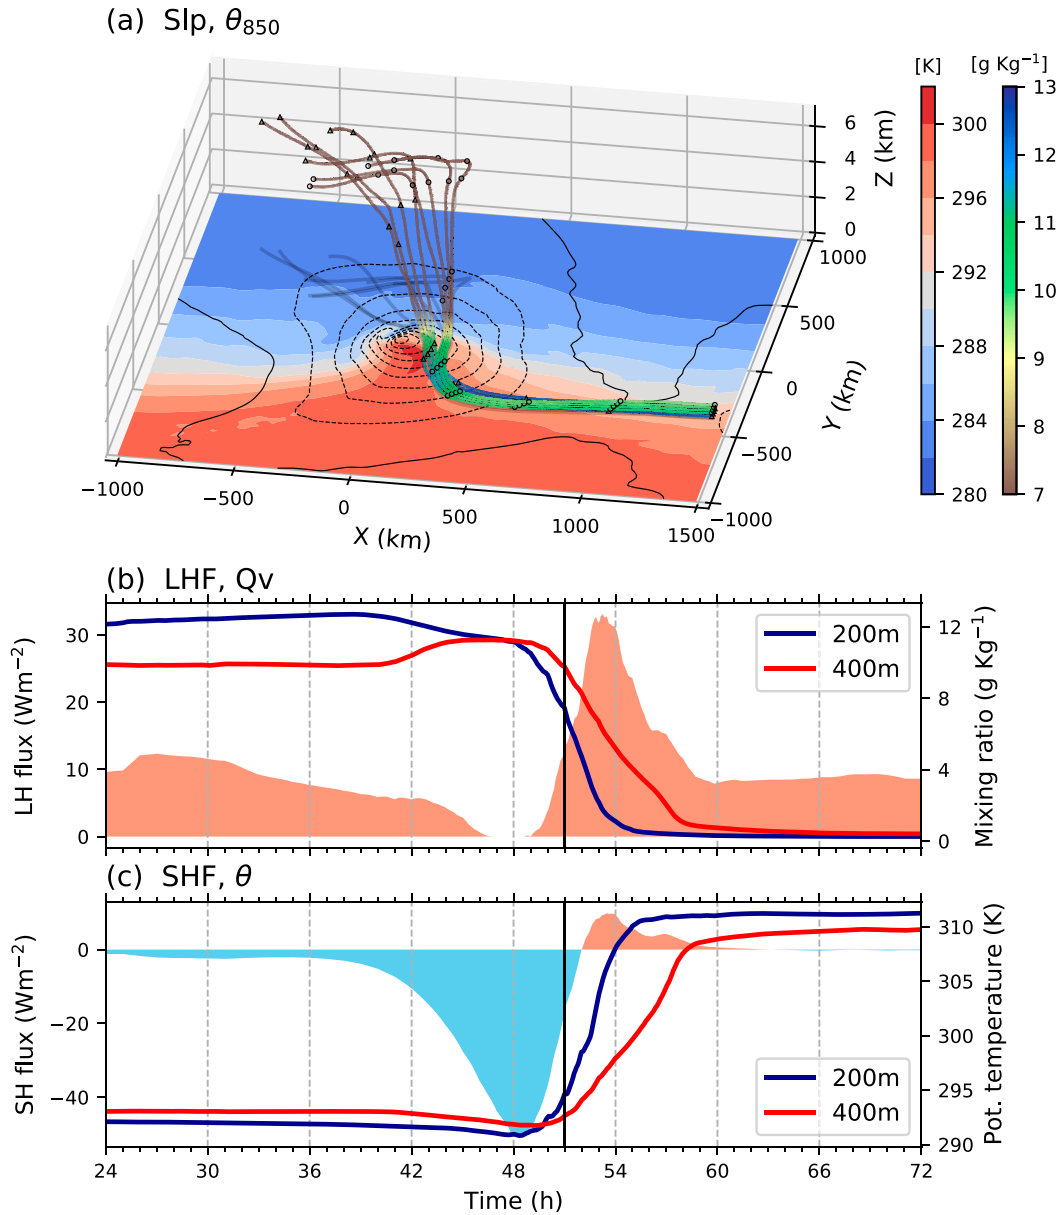 (a) Slp, θ850
[K] [g Kg−1]
6
4
2
0
Z (km)
1000
500
0
−500
−1000
Y (km)
−1000 −500 0 500 1000 1500
X (km)
300
296
292
288
284
280
13
12
11
10
9
8
7
(b) LHF, Qv
LH flux (Wm−2)
30
20
10
0
200m
400m
12
8
4
0
Mixing ratio (g Kg−1)
(c) SHF, θ
SH flux (Wm−2)
0
−20
−40
200m
400m
310
305
300
295
290
Pot. temperature (K)
24 30 36 42 48 54 60 66 72
Time (h)